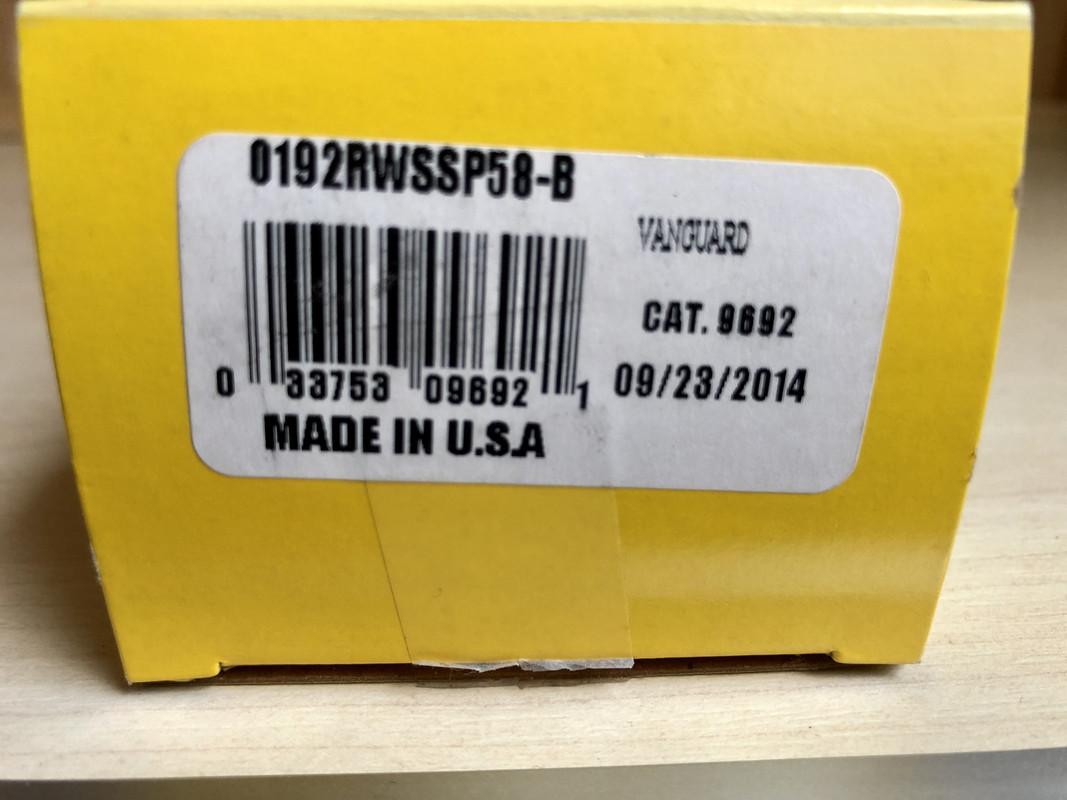 0192RWSSP58-B
VANGUARD
CAT. 9692
0 33753 09692 1
09/23/2014
MADE IN U.S.A